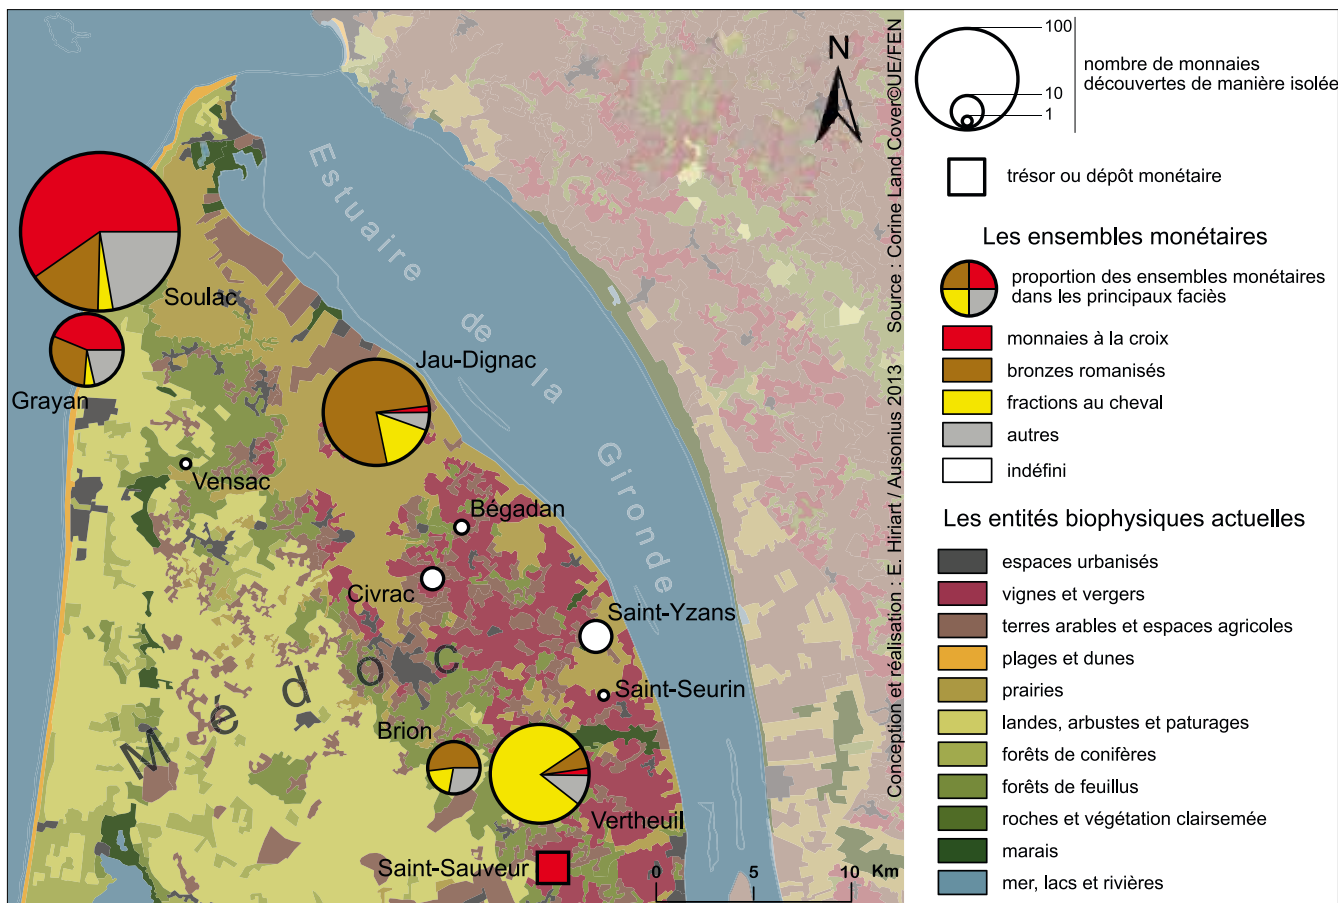 Estuaire de la Gironde
N
Soulac
Grayan
Jau-Dignac
Vensac
Bégadan
Civrac
Saint-Yzans
Saint-Seurin
Médoc
Brion
Vertheuil
Saint-Sauveur
0 5 10 Km
Conception et réalisation : E. Hiriart / Ausonius 2013 Source : Corine Land Cover©UE/FEN
100
10
1
nombre de monnaies
découvertes de manière isolée
trésor ou dépôt monétaire
Les ensembles monétaires
proportion des ensembles monétaires
dans les principaux faciès
monnaies à la croix
bronzes romanisés
fractions au cheval
autres
indéfini
Les entités biophysiques actuelles
espaces urbanisés
vignes et vergers
terres arables et espaces agricoles
plages et dunes
prairies
landes, arbustes et paturages
forêts de conifères
forêts de feuillus
roches et végétation clairsemée
marais
mer, lacs et rivières